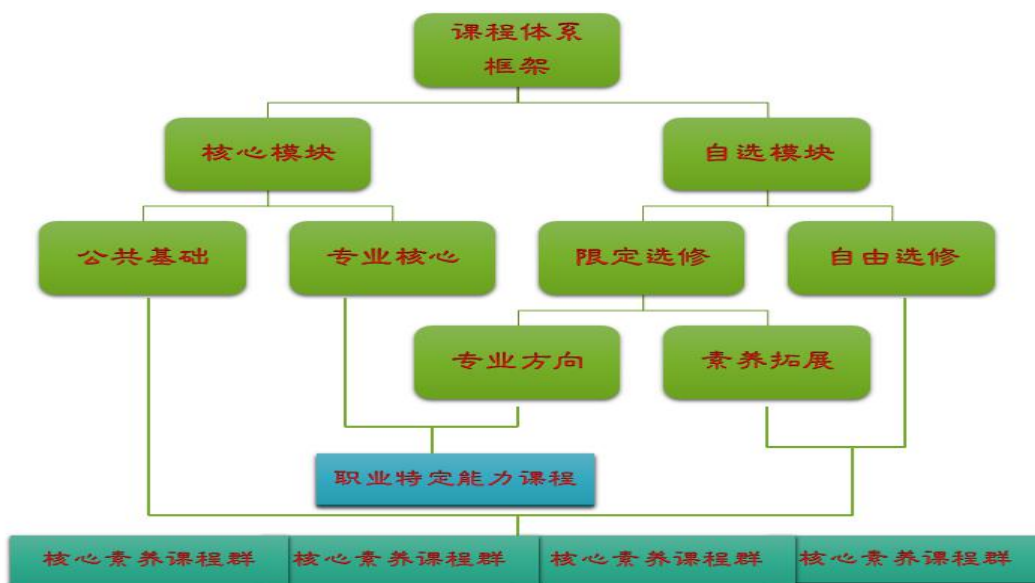 课程体系
框架
核心模块
自选模块
公共基础
专业核心
限定选修
自由选修
专业方向
素养拓展
职业特定能力课程
核心素养课程群
核心素养课程群
核心素养课程群
核心素养课程群